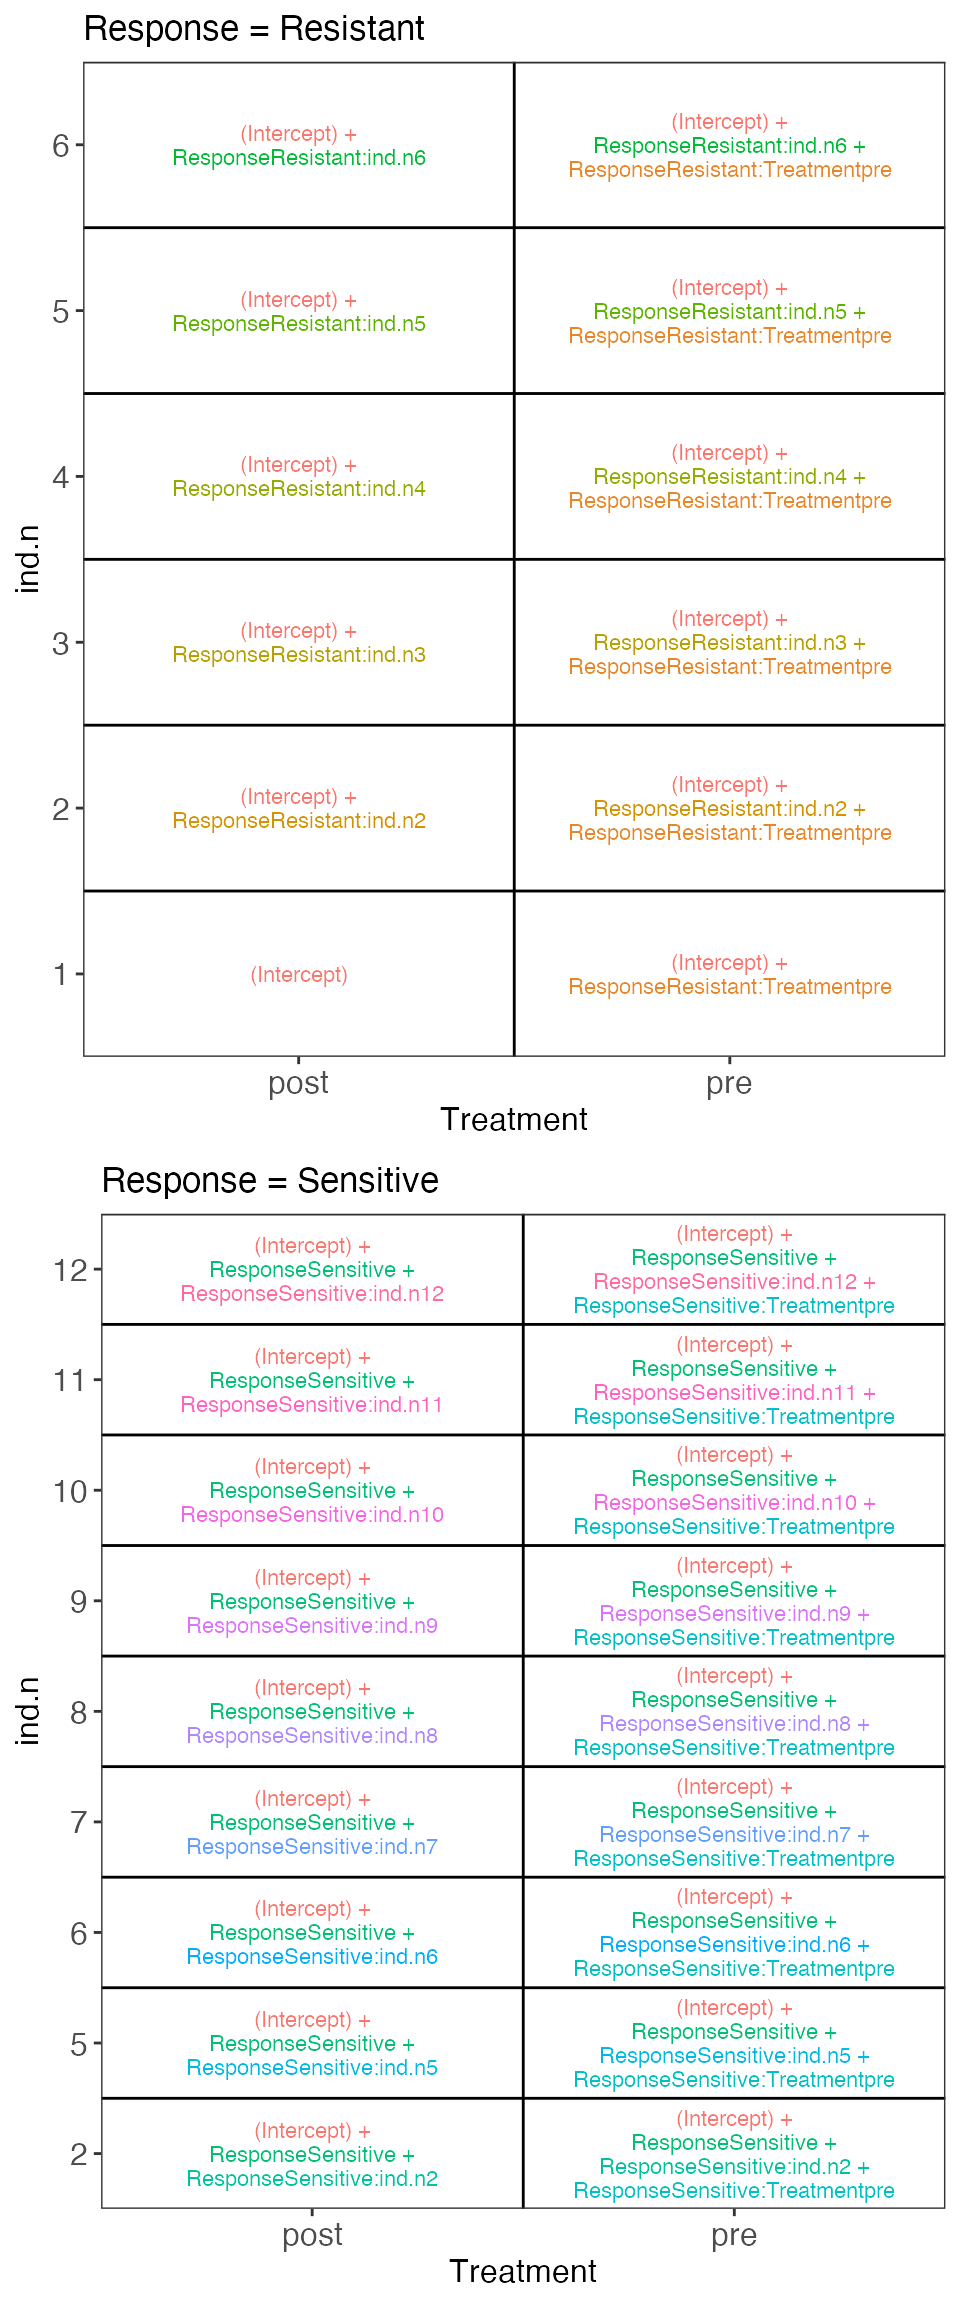 Response = Resistant
6
(Intercept) +
ResponseResistant:ind.n6
(Intercept) +
ResponseResistant:ind.n6 +
ResponseResistant:Treatmentpre
5
(Intercept) +
ResponseResistant:ind.n5
(Intercept) +
ResponseResistant:ind.n5 +
ResponseResistant:Treatmentpre
4
(Intercept) +
ResponseResistant:ind.n4
(Intercept) +
ResponseResistant:ind.n4 +
ResponseResistant:Treatmentpre
ind.n
3
(Intercept) +
ResponseResistant:ind.n3
(Intercept) +
ResponseResistant:ind.n3 +
ResponseResistant:Treatmentpre
2
(Intercept) +
ResponseResistant:ind.n2
(Intercept) +
ResponseResistant:ind.n2 +
ResponseResistant:Treatmentpre
1
(Intercept)
(Intercept) +
ResponseResistant:Treatmentpre
post
pre
Treatment
Response = Sensitive
12
(Intercept) +
ResponseSensitive +
ResponseSensitive:ind.n12
(Intercept) +
ResponseSensitive +
ResponseSensitive:ind.n12 +
ResponseSensitive:Treatmentpre
11
(Intercept) +
ResponseSensitive +
ResponseSensitive:ind.n11
(Intercept) +
ResponseSensitive +
ResponseSensitive:ind.n11 +
ResponseSensitive:Treatmentpre
10
(Intercept) +
ResponseSensitive +
ResponseSensitive:ind.n10
(Intercept) +
ResponseSensitive +
ResponseSensitive:ind.n10 +
ResponseSensitive:Treatmentpre
9
(Intercept) +
ResponseSensitive +
ResponseSensitive:ind.n9
(Intercept) +
ResponseSensitive +
ResponseSensitive:ind.n9 +
ResponseSensitive:Treatmentpre
ind.n
8
(Intercept) +
ResponseSensitive +
ResponseSensitive:ind.n8
(Intercept) +
ResponseSensitive +
ResponseSensitive:ind.n8 +
ResponseSensitive:Treatmentpre
7
(Intercept) +
ResponseSensitive +
ResponseSensitive:ind.n7
(Intercept) +
ResponseSensitive +
ResponseSensitive:ind.n7 +
ResponseSensitive:Treatmentpre
6
(Intercept) +
ResponseSensitive +
ResponseSensitive:ind.n6
(Intercept) +
ResponseSensitive +
ResponseSensitive:ind.n6 +
ResponseSensitive:Treatmentpre
5
(Intercept) +
ResponseSensitive +
ResponseSensitive:ind.n5
(Intercept) +
ResponseSensitive +
ResponseSensitive:ind.n5 +
ResponseSensitive:Treatmentpre
2
(Intercept) +
ResponseSensitive +
ResponseSensitive:ind.n2
(Intercept) +
ResponseSensitive +
ResponseSensitive:ind.n2 +
ResponseSensitive:Treatmentpre
post
pre
Treatment